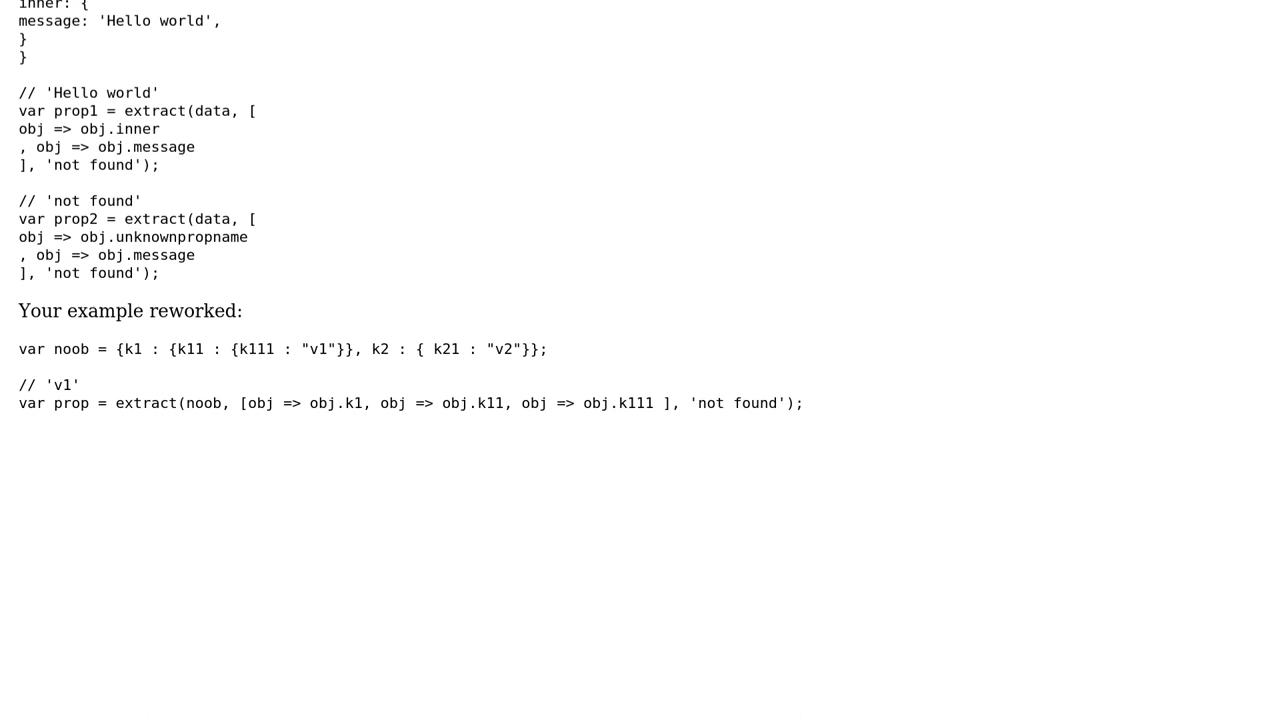 inner: {
message: 'Hello world',
}
}
// 'Hello world'
var prop1 = extract(data, [
obj => obj.inner
, obj => obj.message
], 'not found');
// 'not found'
var prop2 = extract(data, [
obj => obj.unknownpropname
, obj => obj.message
], 'not found');
Your example reworked:
var noob = {k1 : {k11 : {k111 : "v1"}}, k2 : { k21 : "v2"}};
// 'v1'
var prop = extract(noob, [obj => obj.k1, obj => obj.k11, obj => obj.k111 ], 'not found');